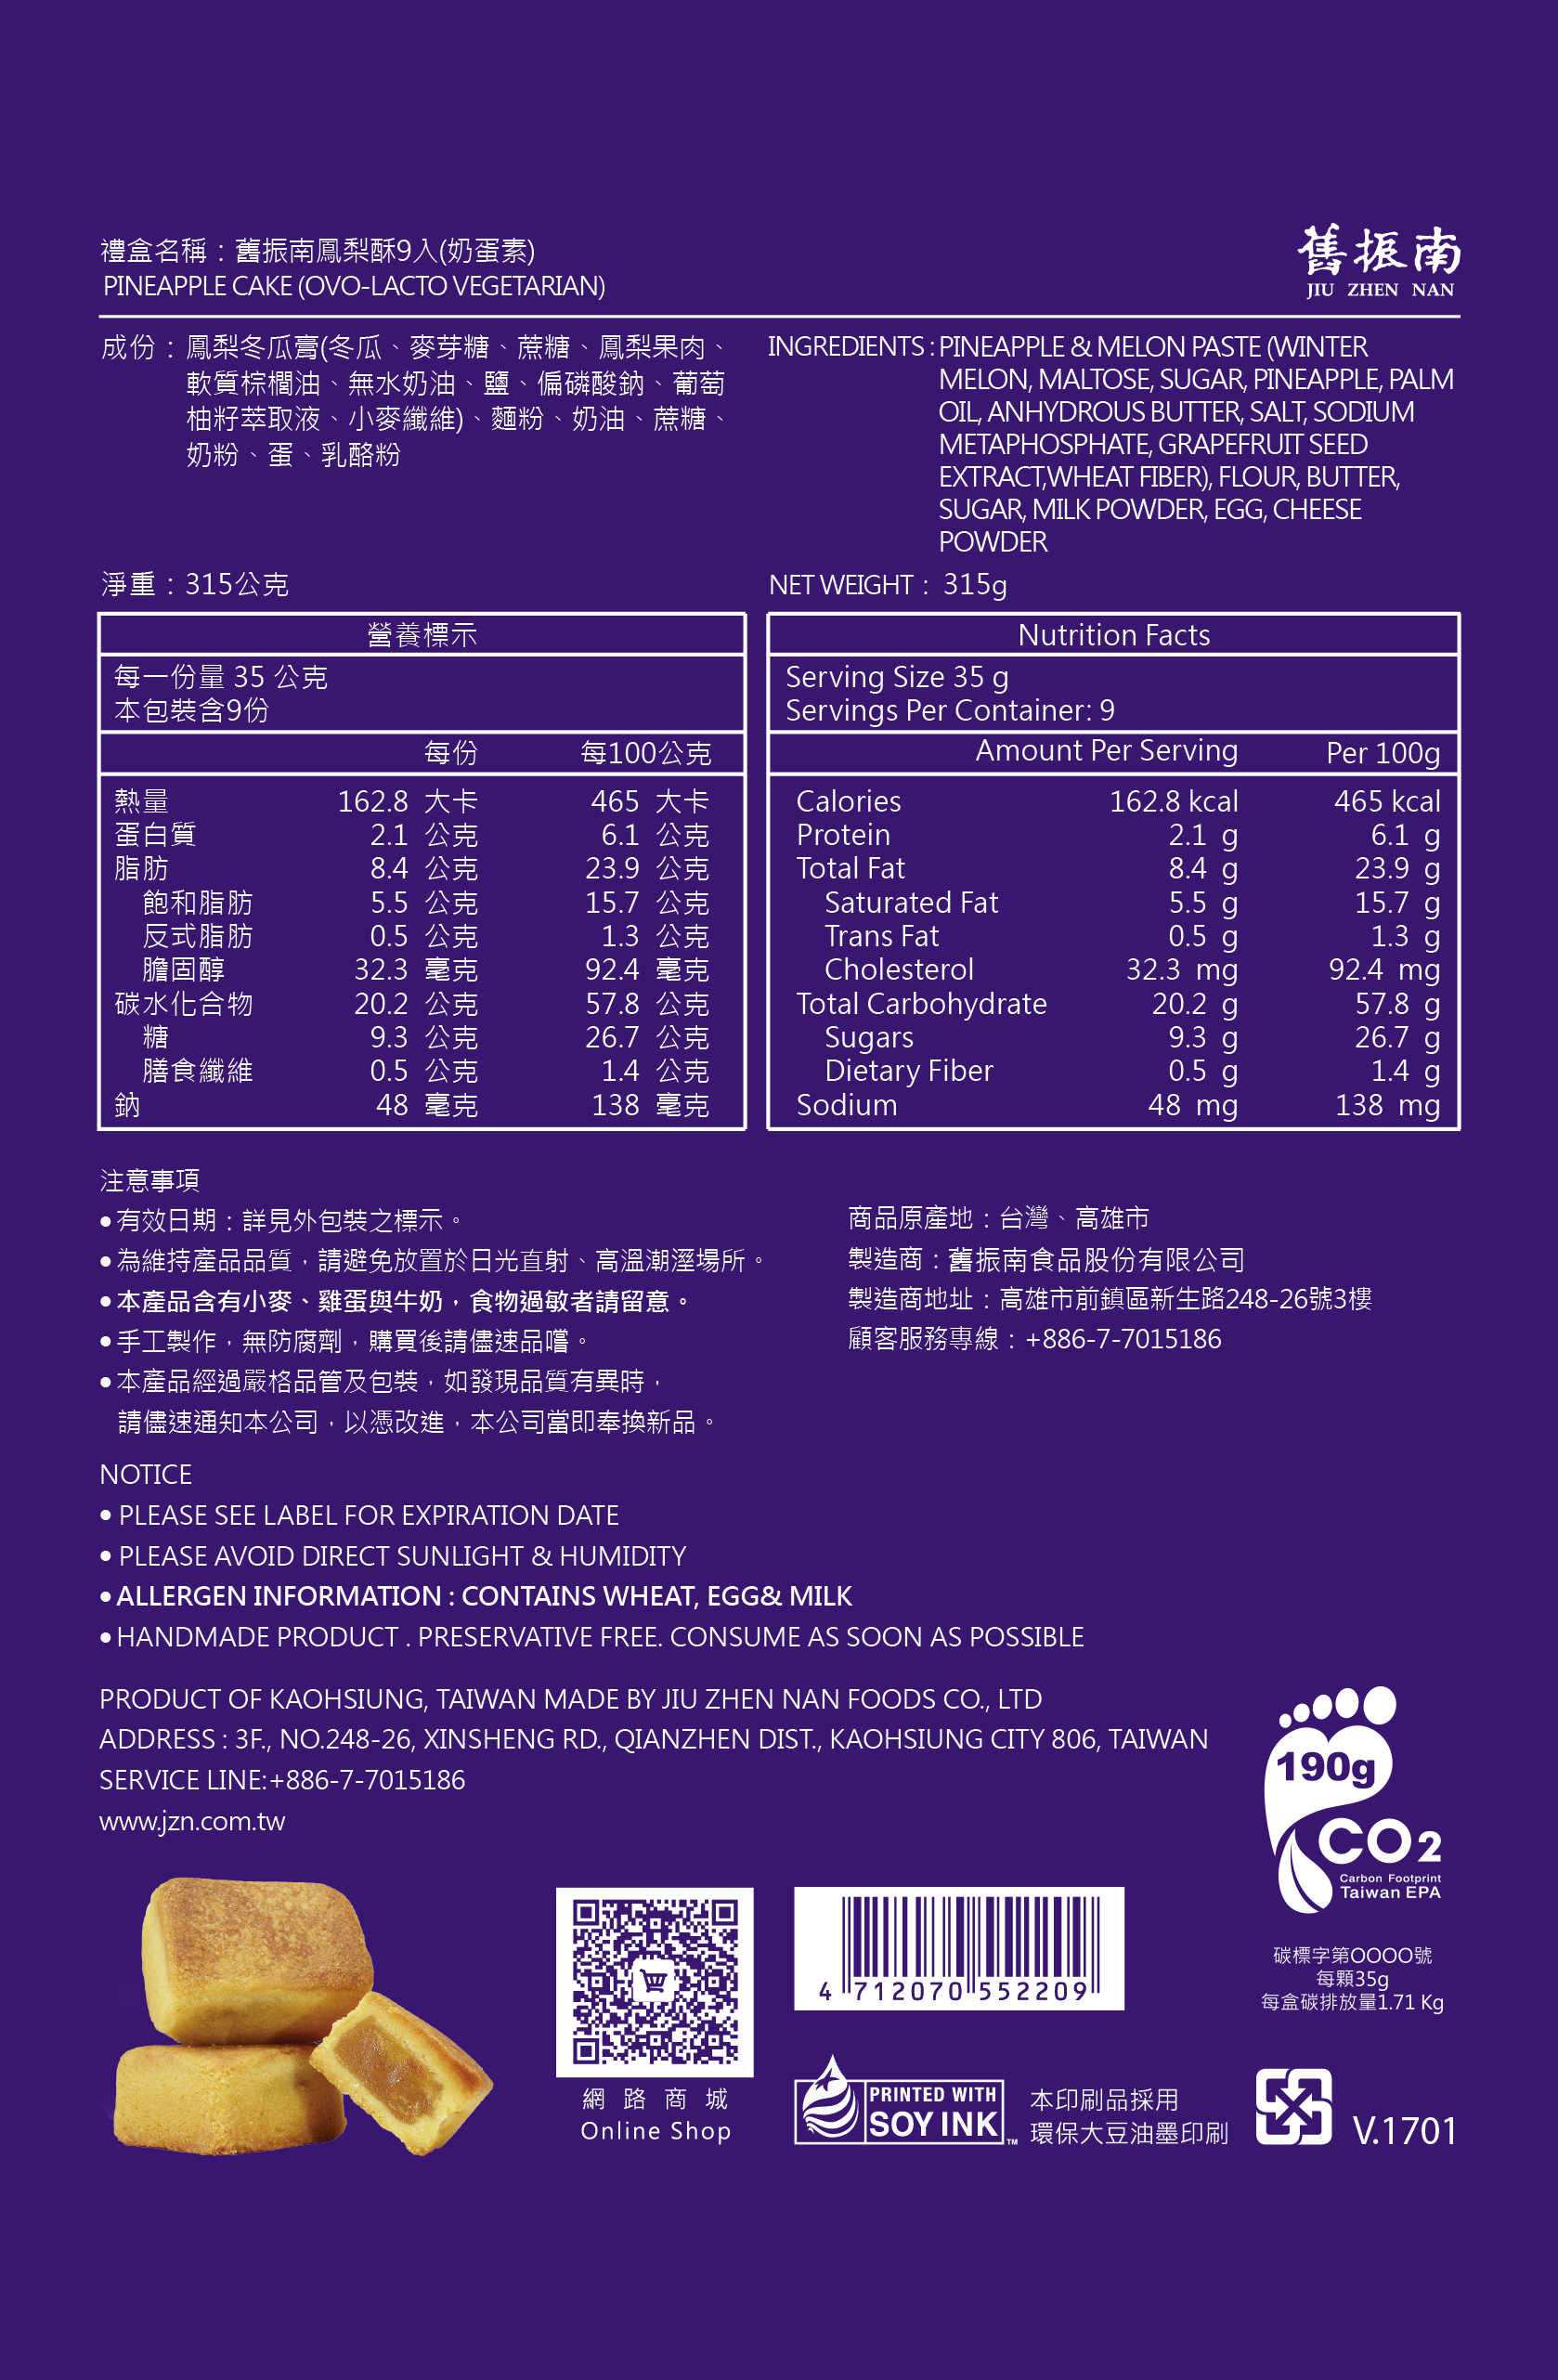 禮盒名稱：舊振南鳳梨酥9入(奶蛋素)
PINEAPPLE CAKE (OVO-LACTO VEGETARIAN)
舊振南
JIU ZHEN NAN
成份：鳳梨冬瓜膏(冬瓜、麥芽糖、蔗糖、鳳梨果肉、
軟質棕櫚油、無水奶油、鹽、偏磷酸鈉、葡萄
柚籽萃取液、小麥纖維)、麵粉、奶油、蔗糖、
奶粉、蛋、乳酪粉
INGREDIENTS : PINEAPPLE & MELON PASTE (WINTER
MELON, MALTOSE, SUGAR, PINEAPPLE, PALM
OIL, ANHYDROUS BUTTER, SALT, SODIUM
METAPHOSPHATE, GRAPEFRUIT SEED
EXTRACT,WHEAT FIBER), FLOUR, BUTTER,
SUGAR, MILK POWDER, EGG, CHEESE
POWDER
淨重：315公克
NET WEIGHT : 315g
營養標示
每一份量 35 公克
本包裝含9份
每份 每100公克
熱量 162.8 大卡 465 大卡
蛋白質 2.1 公克 6.1 公克
脂肪 8.4 公克 23.9 公克
飽和脂肪 5.5 公克 15.7 公克
反式脂肪 0.5 公克 1.3 公克
膽固醇 32.3 毫克 92.4 毫克
碳水化合物 20.2 公克 57.8 公克
糖 9.3 公克 26.7 公克
膳食纖維 0.5 公克 1.4 公克
鈉 48 毫克 138 毫克
Nutrition Facts
Serving Size 35 g
Servings Per Container: 9
Amount Per Serving Per 100g
Calories 162.8 kcal 465 kcal
Protein 2.1 g 6.1 g
Total Fat 8.4 g 23.9 g
Saturated Fat 5.5 g 15.7 g
Trans Fat 0.5 g 1.3 g
Cholesterol 32.3 mg 92.4 mg
Total Carbohydrate 20.2 g 57.8 g
Sugars 9.3 g 26.7 g
Dietary Fiber 0.5 g 1.4 g
Sodium 48 mg 138 mg
注意事項
●有效日期：詳見外包裝之標示。
●為維持產品品質，請避免放置於日光直射、高溫潮溼場所。
●本產品含有小麥、雞蛋與牛奶，食物過敏者請留意。
●手工製作，無防腐劑，購買後請儘速品嚐。
●本產品經過嚴格品管及包裝，如發現品質有異時，
請儘速通知本公司，以憑改進，本公司當即奉換新品。
商品原產地：台灣、高雄市
製造商：舊振南食品股份有限公司
製造商地址：高雄市前鎮區新生路248-26號3樓
顧客服務專線：+886-7-7015186
NOTICE
● PLEASE SEE LABEL FOR EXPIRATION DATE
● PLEASE AVOID DIRECT SUNLIGHT & HUMIDITY
● ALLERGEN INFORMATION : CONTAINS WHEAT, EGG& MILK
● HANDMADE PRODUCT . PRESERVATIVE FREE. CONSUME AS SOON AS POSSIBLE
PRODUCT OF KAOHSIUNG, TAIWAN MADE BY JIU ZHEN NAN FOODS CO., LTD
ADDRESS : 3F., NO.248-26, XINSHENG RD., QIANZHEN DIST., KAOHSIUNG CITY 806, TAIWAN
SERVICE LINE:+886-7-7015186
www.jzn.com.tw
190g
CO2
Carbon Footprint
Taiwan EPA
碳標字第OOOO號
每顆35g
每盒碳排放量1.71 Kg
4 712070 552209
網路商城
Online Shop
PRINTED WITH
SOY INK™
本印刷品採用
環保大豆油墨印刷
V.1701